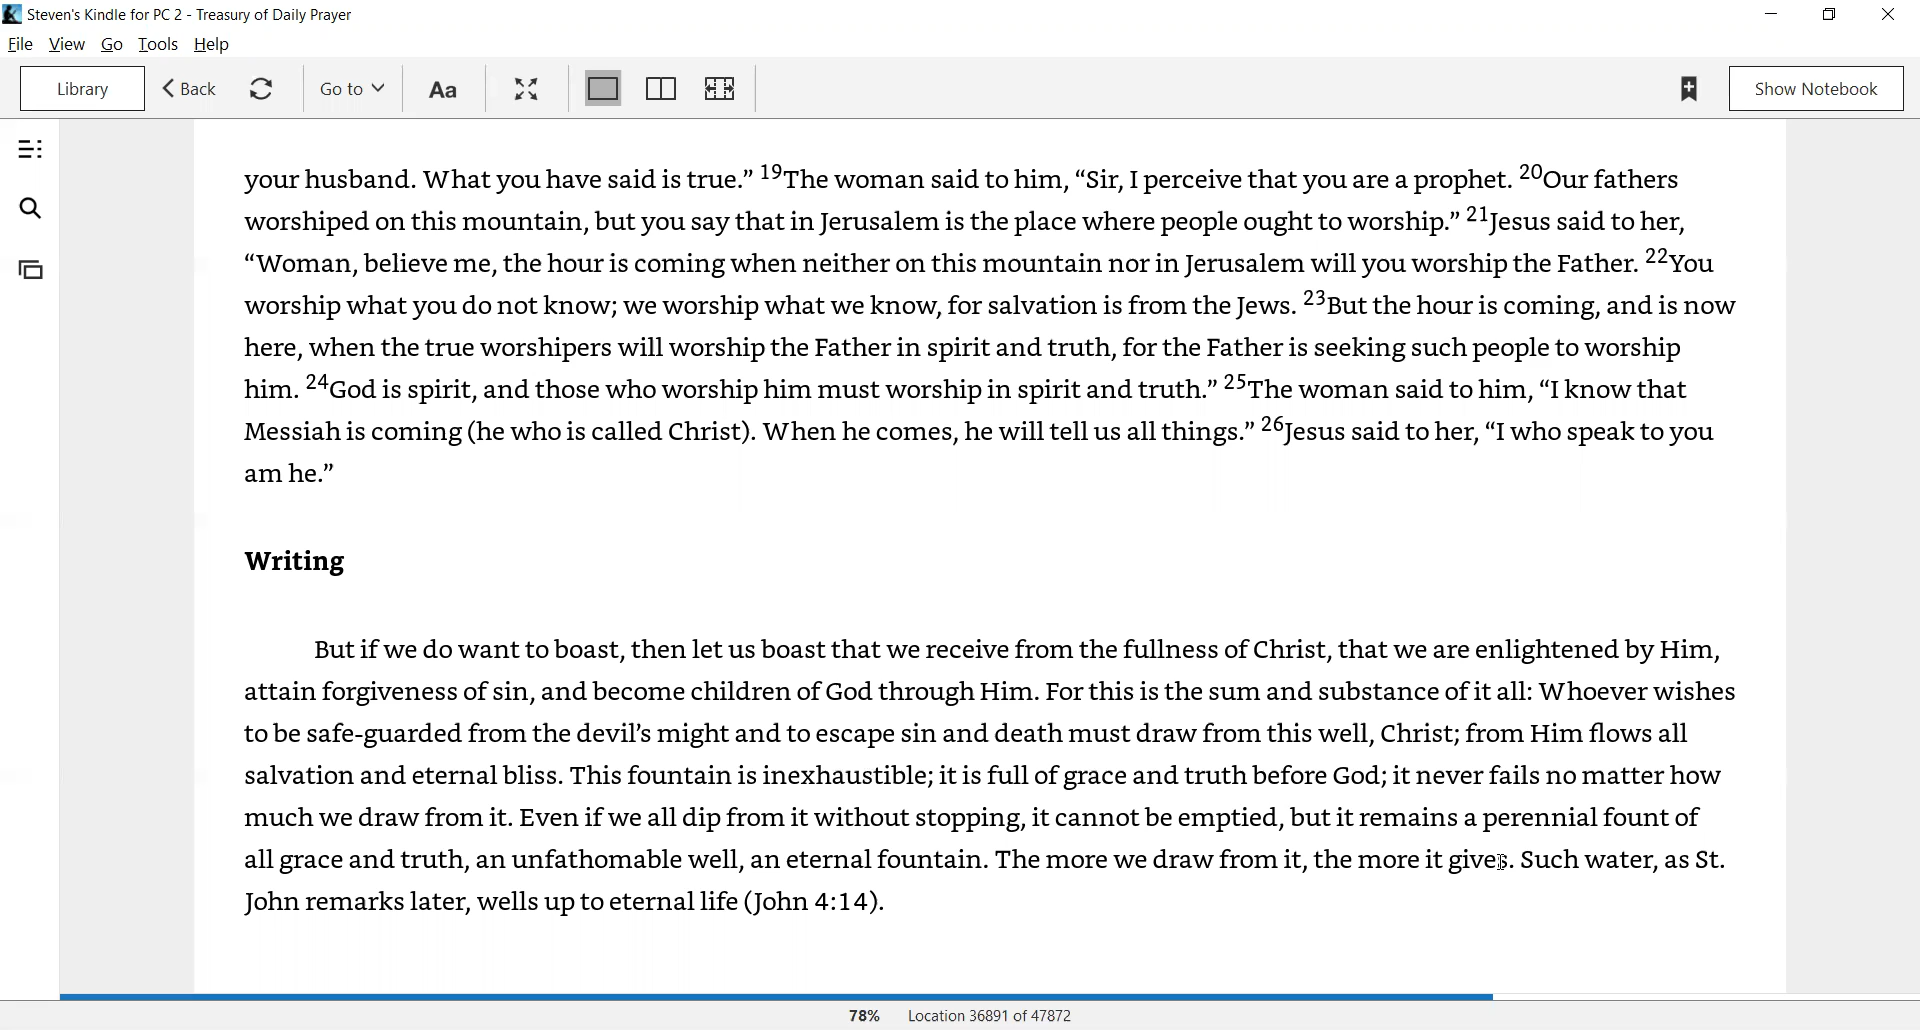 Steven's Kindle for PC 2 - Treasury of Daily Prayer
File View Go Tools Help
Library Back Go to Aa Show Notebook
your husband. What you have said is true.” 19The woman said to him, “Sir, I perceive that you are a prophet. 20Our fathers
worshiped on this mountain, but you say that in Jerusalem is the place where people ought to worship.” 21Jesus said to her,
“Woman, believe me, the hour is coming when neither on this mountain nor in Jerusalem will you worship the Father. 22You
worship what you do not know; we worship what we know, for salvation is from the Jews. 23But the hour is coming, and is now
here, when the true worshipers will worship the Father in spirit and truth, for the Father is seeking such people to worship
him. 24God is spirit, and those who worship him must worship in spirit and truth.” 25The woman said to him, “I know that
Messiah is coming (he who is called Christ). When he comes, he will tell us all things.” 26Jesus said to her, “I who speak to you
am he.”
Writing
But if we do want to boast, then let us boast that we receive from the fullness of Christ, that we are enlightened by Him,
attain forgiveness of sin, and become children of God through Him. For this is the sum and substance of it all: Whoever wishes
to be safe-guarded from the devil’s might and to escape sin and death must draw from this well, Christ; from Him flows all
salvation and eternal bliss. This fountain is inexhaustible; it is full of grace and truth before God; it never fails no matter how
much we draw from it. Even if we all dip from it without stopping, it cannot be emptied, but it remains a perennial fount of
all grace and truth, an unfathomable well, an eternal fountain. The more we draw from it, the more it gives. Such water, as St.
John remarks later, wells up to eternal life (John 4:14).
78% Location 36891 of 47872